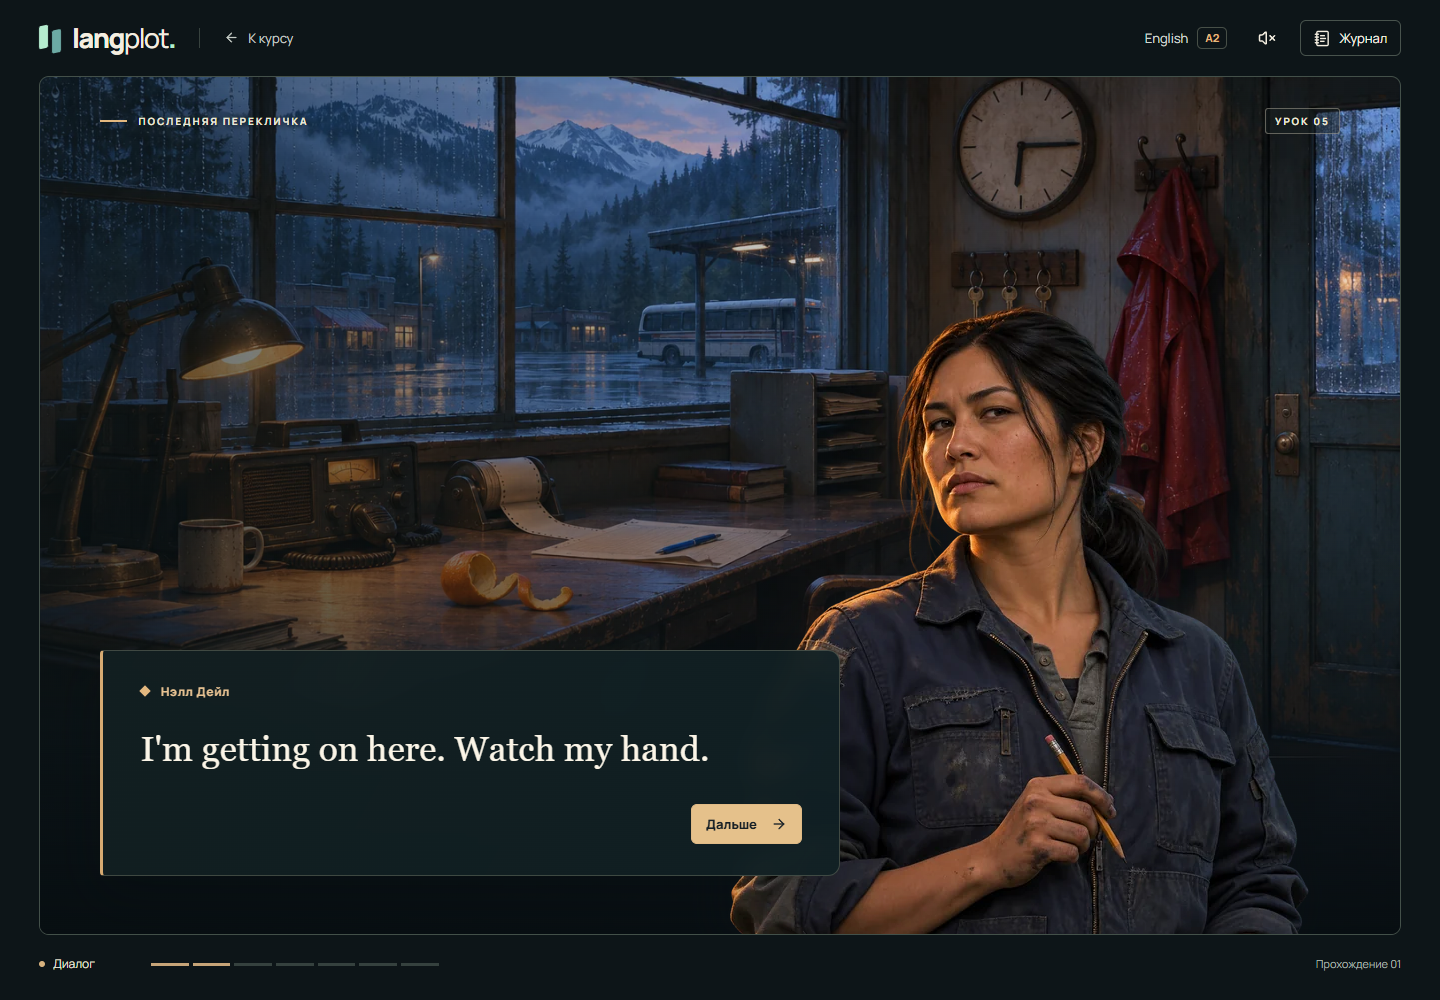 langplot.
К курсу
English A2
Журнал
ПОСЛЕДНЯЯ ПЕРЕКЛИЧКА
УРОК 05
Нэлл Дейл
I'm getting on here. Watch my hand.
Дальше
Диалог
Прохождение 01